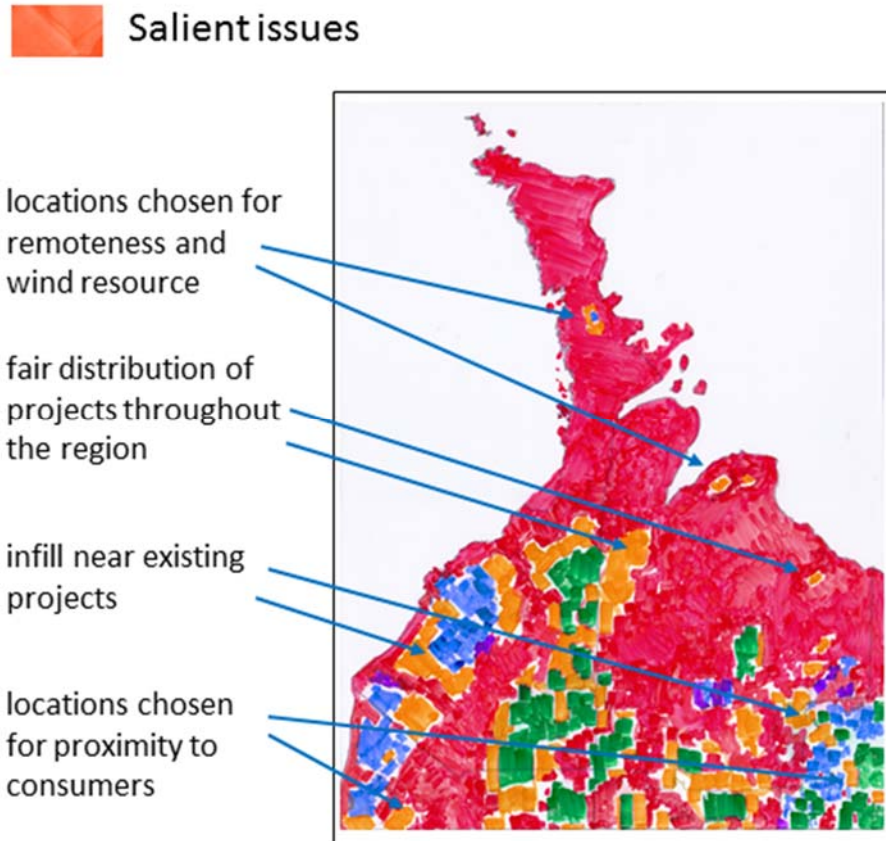 Salient issues
locations chosen for
remoteness and
wind resource
fair distribution of
projects throughout
the region
infill near existing
projects
locations chosen
for proximity to
consumers